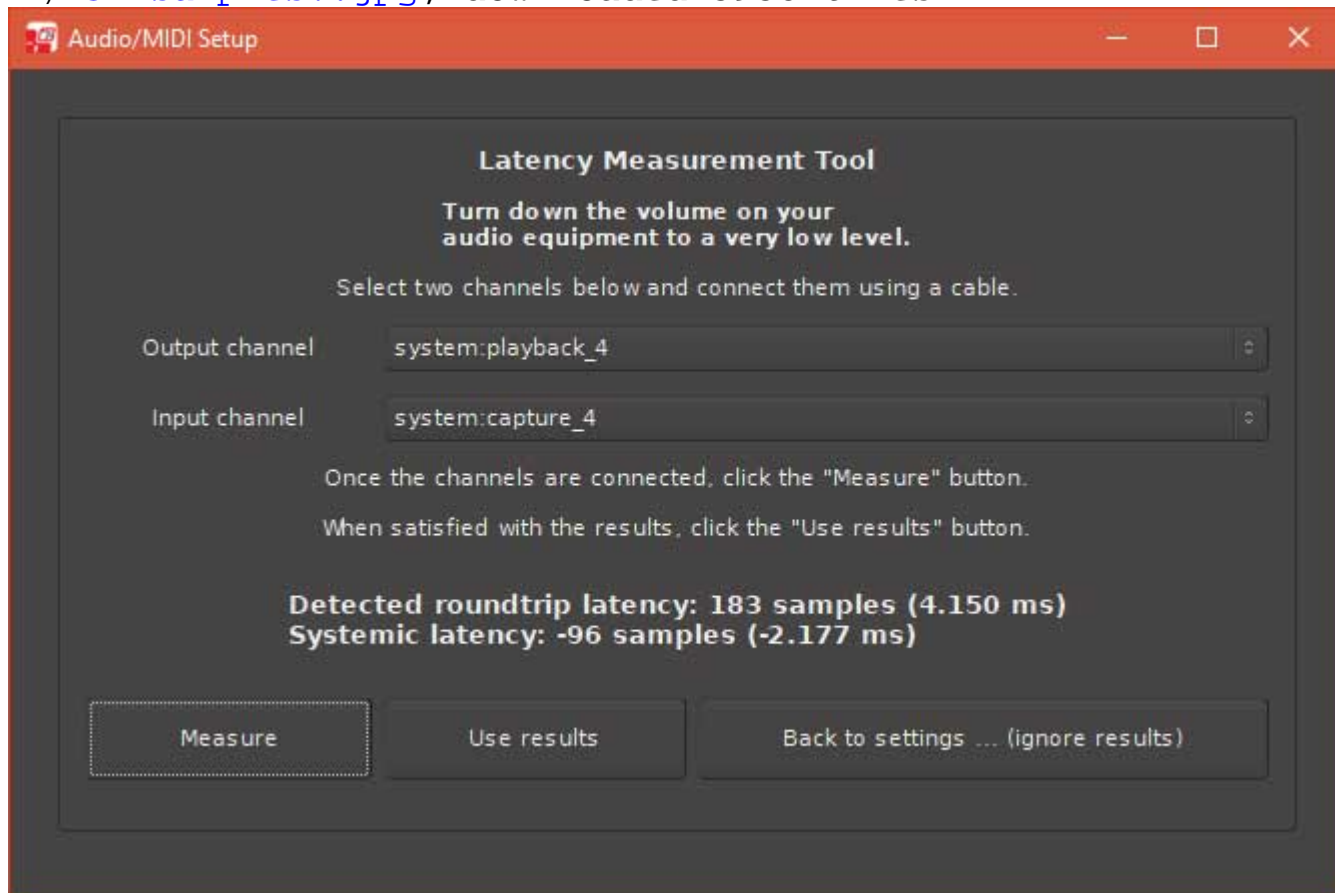 Audio/MIDI Setup
Latency Measurement Tool
Turn down the volume on your
audio equipment to a very low level.
Select two channels below and connect them using a cable.
Output channel system:playback_4
Input channel system:capture_4
Once the channels are connected, click the "Measure" button.
When satisfied with the results, click the "Use results" button.
Detected roundtrip latency: 183 samples (4.150 ms)
Systemic latency: -96 samples (-2.177 ms)
Measure Use results Back to settings ... (ignore results)